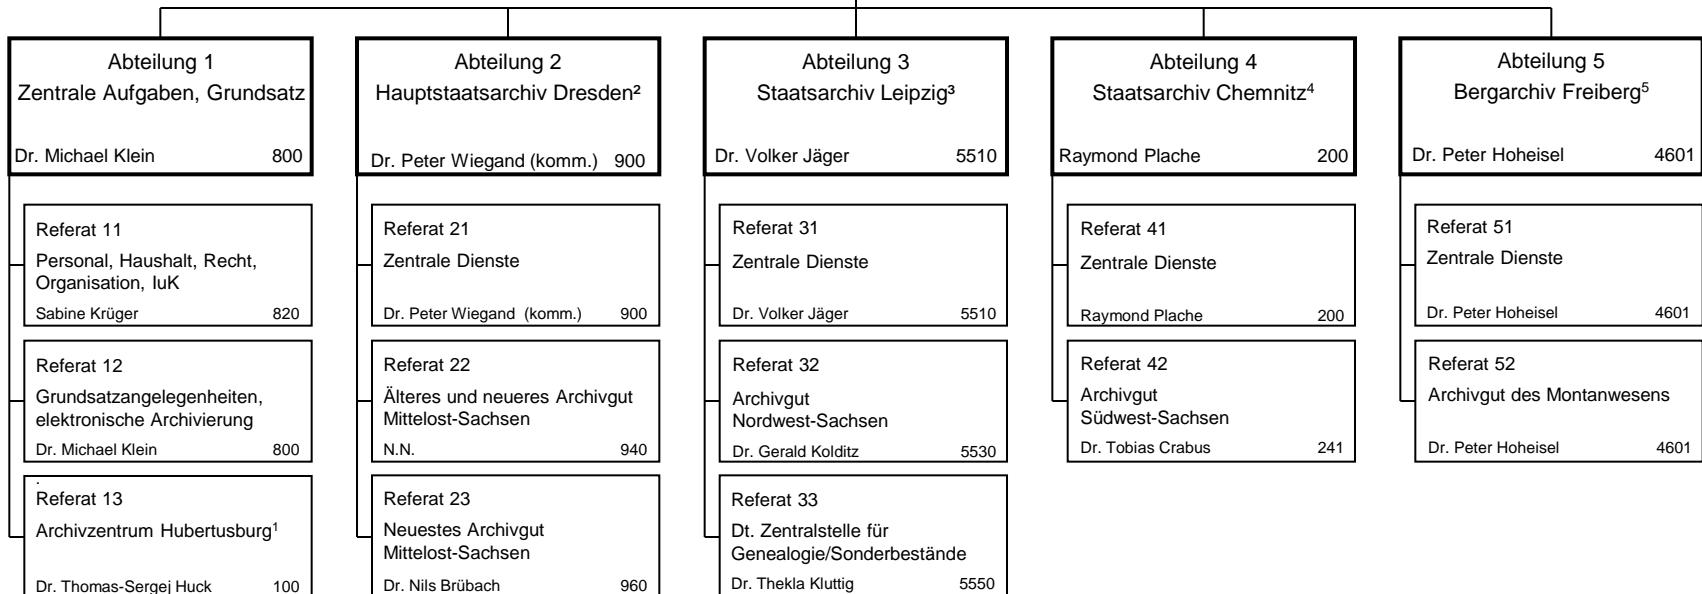 Abteilung 1
Zentrale Aufgaben, Grundsatz
Dr. Michael Klein 800
Referat 11
Personal, Haushalt, Recht,
Organisation, IuK
Sabine Krüger 820
Referat 12
Grundsatzangelegenheiten,
elektronische Archivierung
Dr. Michael Klein 800
.
Referat 13
Archivzentrum Hubertusburg¹
Dr. Thomas-Sergej Huck 100
Abteilung 2
Hauptstaatsarchiv Dresden²
Dr. Peter Wiegand (komm.) 900
Referat 21
Zentrale Dienste
Dr. Peter Wiegand (komm.) 900
Referat 22
Älteres und neueres Archivgut
Mittelost-Sachsen
N.N. 940
Referat 23
Neuestes Archivgut
Mittelost-Sachsen
Dr. Nils Brübach 960
Abteilung 3
Staatsarchiv Leipzig³
Dr. Volker Jäger 5510
Referat 31
Zentrale Dienste
Dr. Volker Jäger 5510
Referat 32
Archivgut
Nordwest-Sachsen
Dr. Gerald Kolditz 5530
Referat 33
Dt. Zentralstelle für
Genealogie/Sonderbestände
Dr. Thekla Kluttig 5550
Abteilung 4
Staatsarchiv Chemnitz⁴
Raymond Plache 200
Referat 41
Zentrale Dienste
Raymond Plache 200
Referat 42
Archivgut
Südwest-Sachsen
Dr. Tobias Crabus 241
Abteilung 5
Bergarchiv Freiberg⁵
Dr. Peter Hoheisel 4601
Referat 51
Zentrale Dienste
Dr. Peter Hoheisel 4601
Referat 52
Archivgut des Montanwesens
Dr. Peter Hoheisel 4601